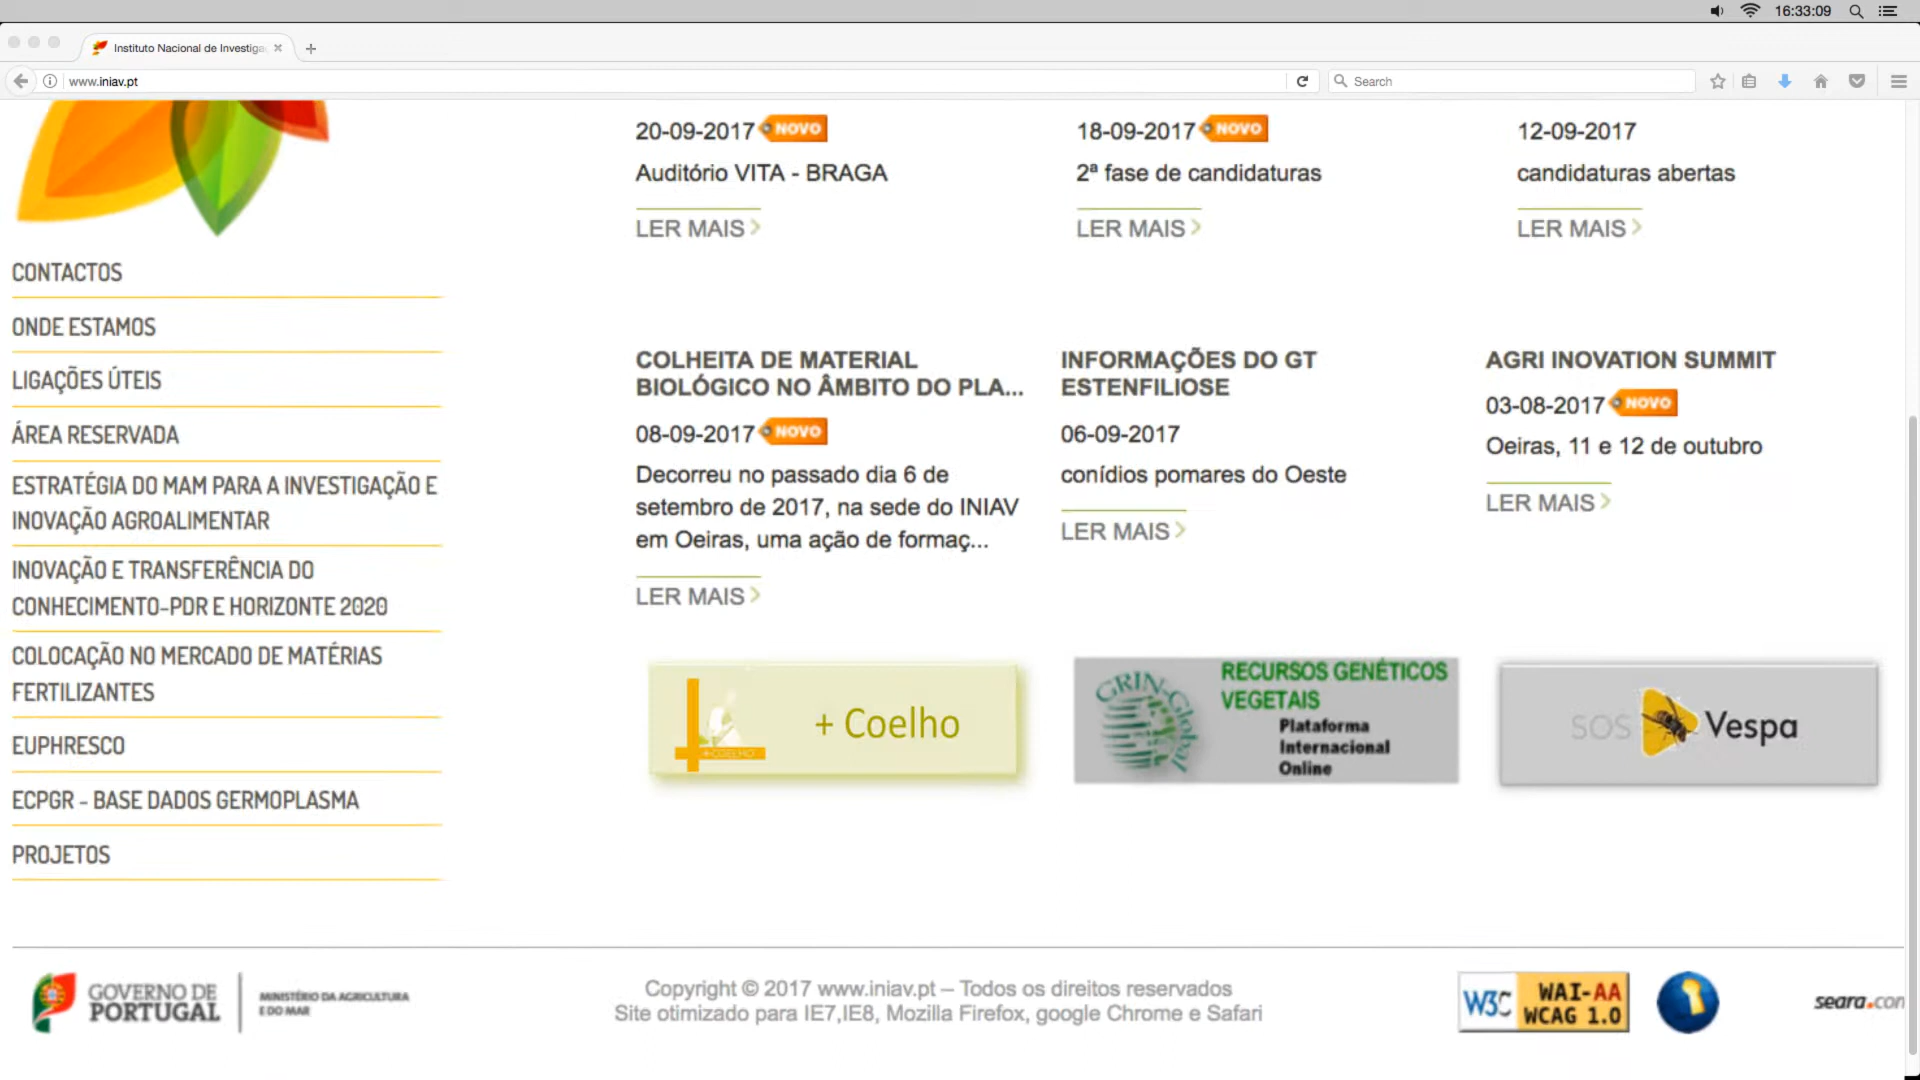 16:33:09
Instituto Nacional de Investiga
www.iniav.pt
Search
20-09-2017 NOVO
Auditório VITA - BRAGA
LER MAIS
18-09-2017 NOVO
2ª fase de candidaturas
LER MAIS
12-09-2017
candidaturas abertas
LER MAIS
CONTACTOS
ONDE ESTAMOS
LIGAÇÕES ÚTEIS
ÁREA RESERVADA
ESTRATÉGIA DO MAM PARA A INVESTIGAÇÃO E
INOVAÇÃO AGROALIMENTAR
INOVAÇÃO E TRANSFERÊNCIA DO
CONHECIMENTO-PDR E HORIZONTE 2020
COLOCAÇÃO NO MERCADO DE MATÉRIAS
FERTILIZANTES
EUPHRESCO
ECPGR - BASE DADOS GERMOPLASMA
PROJETOS
COLHEITA DE MATERIAL
BIOLÓGICO NO ÂMBITO DO PLA...
08-09-2017 NOVO
Decorreu no passado dia 6 de
setembro de 2017, na sede do INIAV
em Oeiras, uma ação de formaç...
LER MAIS
INFORMAÇÕES DO GT
ESTENFILIOSE
06-09-2017
conídios pomares do Oeste
LER MAIS
AGRI INOVATION SUMMIT
03-08-2017 NOVO
Oeiras, 11 e 12 de outubro
LER MAIS
+COELHO
+ Coelho
GRIN-Global
RECURSOS GENÉTICOS
VEGETAIS
Plataforma
Internacional
Online
SOS Vespa
GOVERNO DE
PORTUGAL
MINISTÉRIO DA AGRICULTURA
E DO MAR
Copyright © 2017 www.iniav.pt – Todos os direitos reservados
Site otimizado para IE7,IE8, Mozilla Firefox, google Chrome e Safari
W3C WAI-AA
WCAG 1.0
seara.con